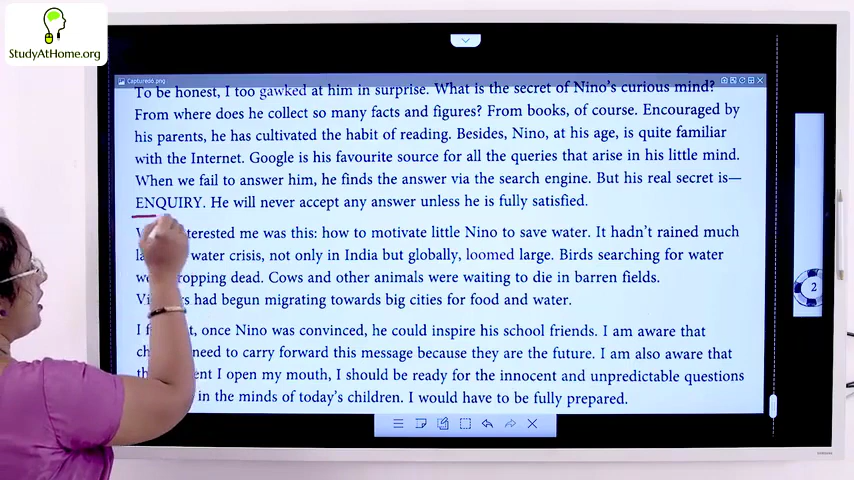 StudyAtHome.org
Captured0.png
To be honest, I too gawked at him in surprise. What is the secret of Nino's curious mind?
From where does he collect so many facts and figures? From books, of course. Encouraged by
his parents, he has cultivated the habit of reading. Besides, Nino, at his age, is quite familiar
with the Internet. Google is his favourite source for all the queries that arise in his little mind.
When we fail to answer him, he finds the answer via the search engine. But his real secret is—
ENQUIRY. He will never accept any answer unless he is fully satisfied.
me was this: how to motivate little Nino to save water. It hadn't rained much
water crisis, not only in India but globally, loomed large. Birds searching for water
dropping dead. Cows and other animals were waiting to die in barren fields.
had begun migrating towards big cities for food and water.
I once Nino was convinced, he could inspire his school friends. I am aware that
need to carry forward this message because they are the future. I am also aware that
I open my mouth, I should be ready for the innocent and unpredictable questions
in the minds of today's children. I would have to be fully prepared.
2